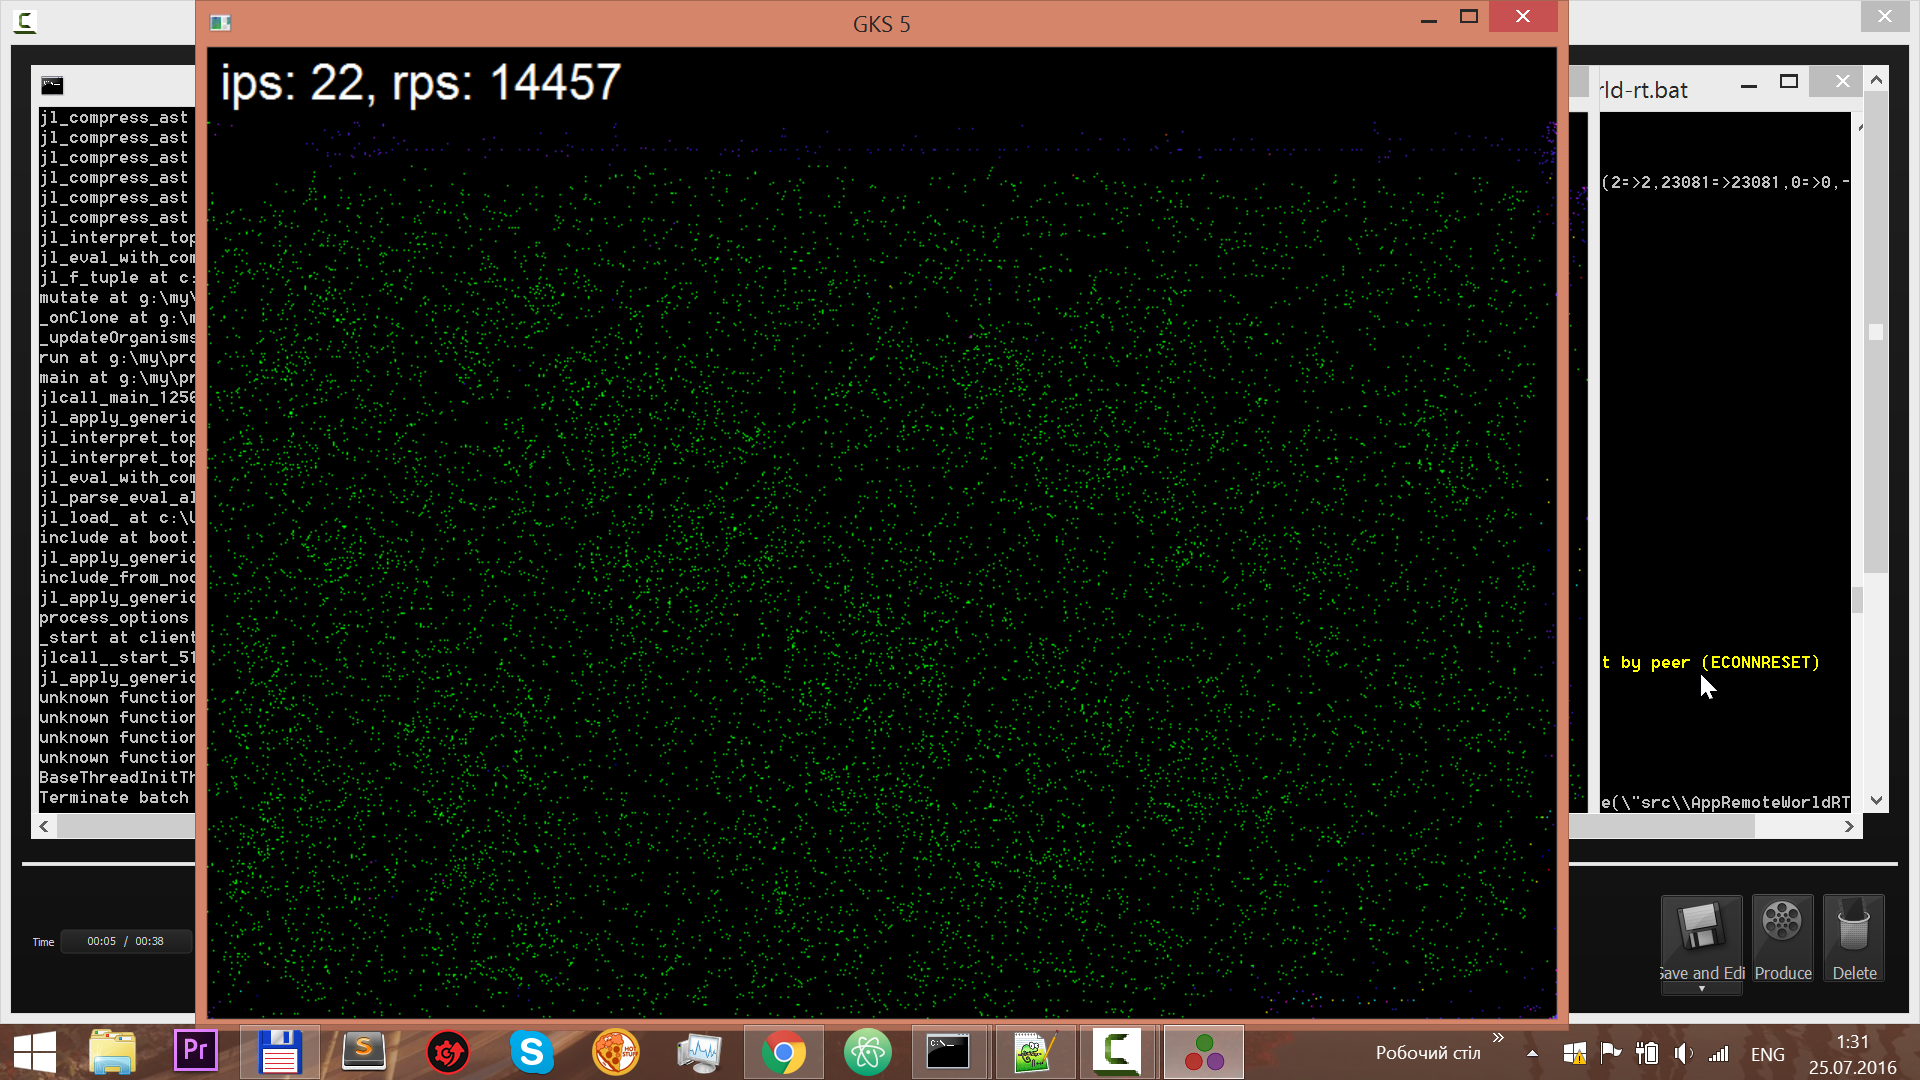 GKS 5
ips: 22, rps: 14457
jl_compress_ast
jl_compress_ast
jl_compress_ast
jl_compress_ast
jl_compress_ast
jl_compress_ast
jl_interpret_top
jl_eval_with_com
jl_f_tuple at c:
mutate at g:\my\
_onClone at g:\m
_updateOrganisms
run at g:\my\pro
main at g:\my\pr
jlcall_main_1250
jl_apply_generic
jl_interpret_top
jl_interpret_top
jl_eval_with_com
jl_parse_eval_al
jl_load_ at c:\U
include at boot.
jl_apply_generic
include_from_nod
jl_apply_generic
process_options
_start at client
jlcall__start_51
jl_apply_generic
unknown function
unknown function
unknown function
unknown function
BaseThreadInitTh
Terminate batch
rld-rt.bat
(2=>2,23081=>23081,0=>0,-
t by peer (ECONNRESET)
e(\"src\\AppRemoteWorldRT
Time 00:05 / 00:38
Save and Edi
Produce
Delete
Pr
S
S
HOT STUFF
C:\_
C
Робочий стіл
ENG
1:31
25.07.2016